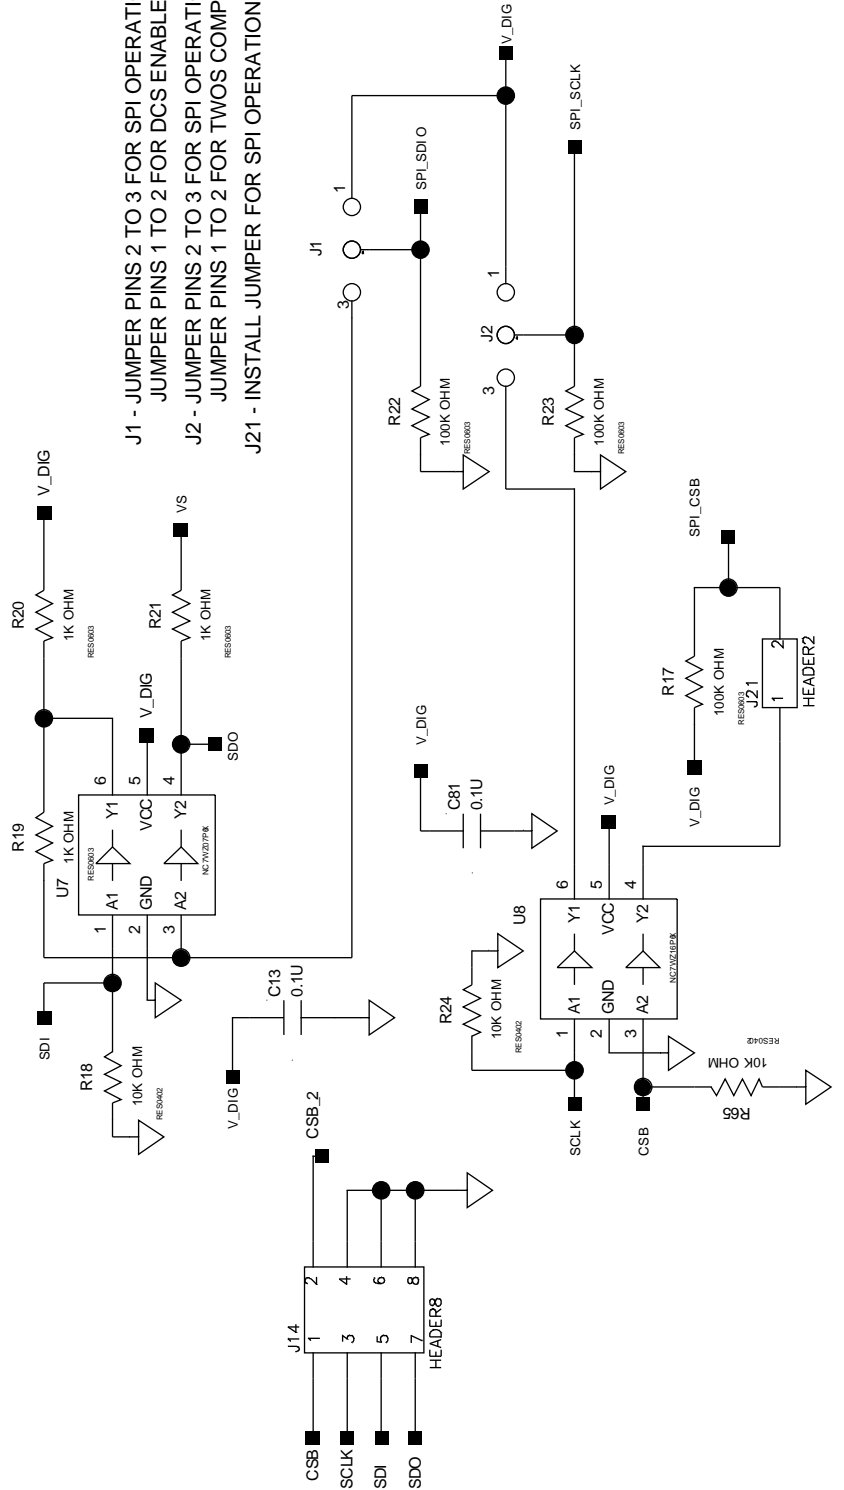 J1 - JUMPER PINS 2 TO 3 FOR SPI OPERATI
JUMPER PINS 1 TO 2 FOR DCS ENABLE
J2 - JUMPER PINS 2 TO 3 FOR SPI OPERATI
JUMPER PINS 1 TO 2 FOR TWOS COMP
J21 - INSTALL JUMPER FOR SPI OPERATION
SDI
R18
10K OHM
RES0402
R19
1K OHM
RES0603
R20
1K OHM
RES0603
V_DIG
U7
1
A1
Y1
6
2
GND
VCC
5
V_DIG
3
A2
Y2
4
SDO
R21
1K OHM
RES0603
VS
V_DIG
C13
0.1U
J1
1
3
SPI_SDIO
R22
100K OHM
RES0603
V_DIG
J2
1
3
SPI_SCLK
R23
100K OHM
RES0603
V_DIG
C81
0.1U
J14
CSB
1
2
CSB_2
SCLK
3
4
SDI
5
6
SDO
7
8
HEADER8
R24
10K OHM
RES0402
U8
SCLK
1
A1
Y1
6
2
GND
VCC
5
V_DIG
CSB
3
A2
Y2
4
R65
10K OHM
RES0402
V_DIG
R17
100K OHM
RES0603
SPI_CSB
J21
1
2
HEADER2